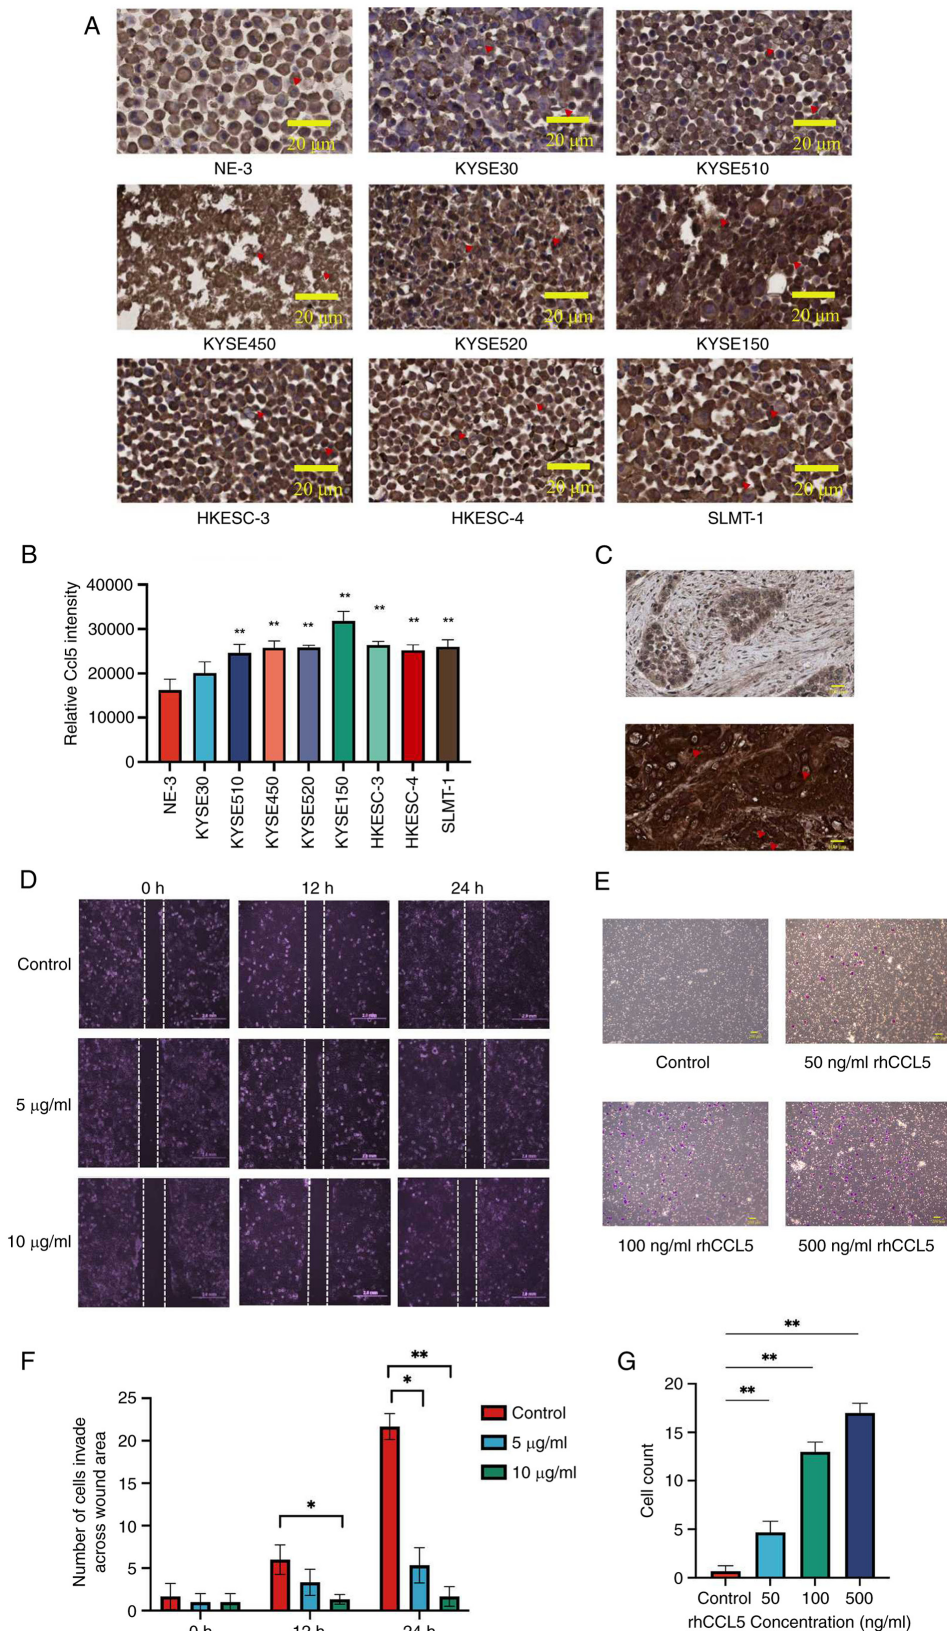 A
20 µm
20 µm
20 µm
NE-3
KYSE30
KYSE510
20 µm
20 µm
20 µm
KYSE450
KYSE520
KYSE150
20 µm
20 µm
20 µm
HKESC-3
HKESC-4
SLMT-1
B
Relative Ccl5 intensity
40000
30000
20000
10000
0
**
**
**
**
**
**
**
NE-3
KYSE30
KYSE510
KYSE450
KYSE520
KYSE150
HKESC-3
HKESC-4
SLMT-1
C
D
0 h
12 h
24 h
Control
5 µg/ml
10 µg/ml
E
Control
50 ng/ml rhCCL5
100 ng/ml rhCCL5
500 ng/ml rhCCL5
F
Number of cells invade
across wound area
25
20
15
10
5
0
*
*
**
Control
5 µg/ml
10 µg/ml
0 h
12 h
24 h
G
Cell count
20
15
10
5
0
**
**
**
Control
50
100
500
rhCCL5 Concentration (ng/ml)